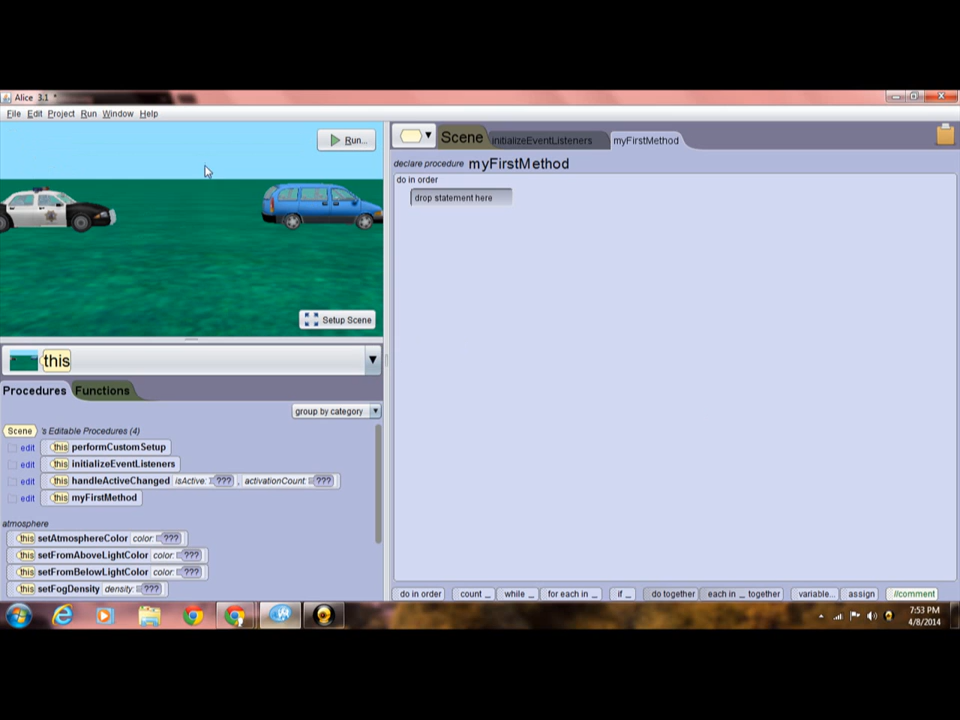 Alice 3.1 *
File Edit Project Run Window Help
Run...
Setup Scene
this
Procedures Functions
group by category
Scene 's Editable Procedures (4)
edit this performCustomSetup
edit this initializeEventListeners
edit this handleActiveChanged isActive: ??? , activationCount: ???
edit this myFirstMethod
atmosphere
this setAtmosphereColor color: ???
this setFromAboveLightColor color: ???
this setFromBelowLightColor color: ???
this setFogDensity density: ???
Scene initializeEventListeners myFirstMethod
declare procedure myFirstMethod
do in order
drop statement here
do in order count _ while _ for each in _ if _ do together each in _ together variable... assign //comment
7:53 PM
4/8/2014